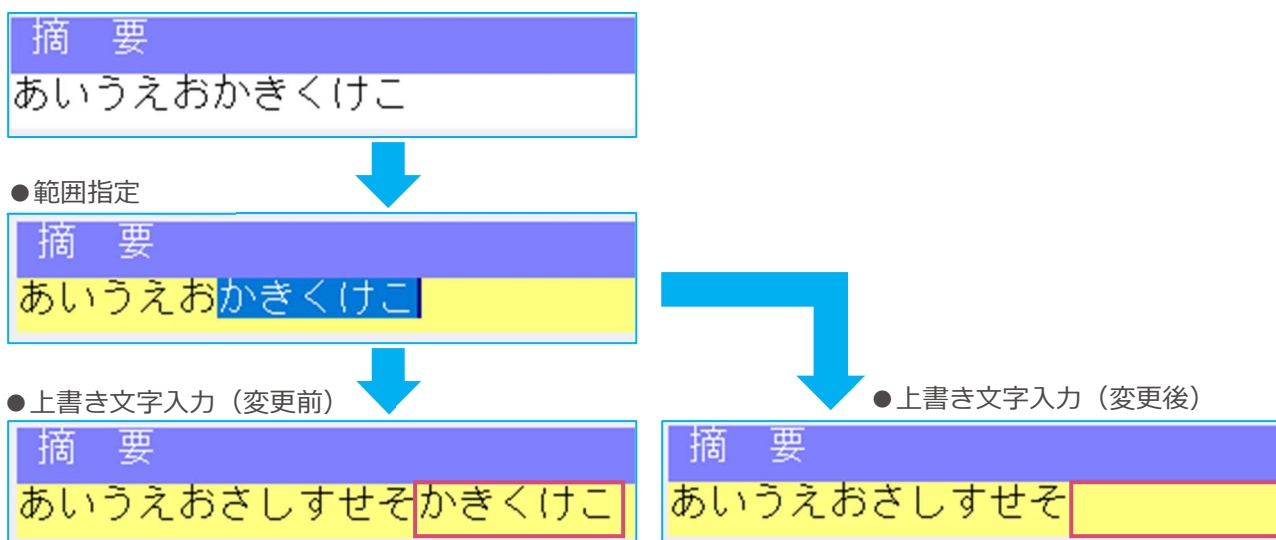 摘　要
あいうえおかきくけこ
●範囲指定
摘　要
あいうえおかきくけこ
●上書き文字入力（変更前）
摘　要
あいうえおさしすせそかきくけこ
●上書き文字入力（変更後）
摘　要
あいうえおさしすせそ